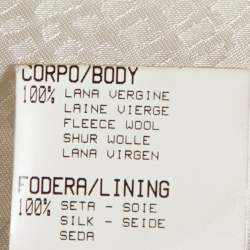 CORPO/BODY
100% LANA VERGINE
LAINE VIERGE
FLEECE WOOL
SHUR WOLLE
LANA VIRGEN
FODERA/LINING
100% SETA - SOIE
SILK - SEIDE
SEDA